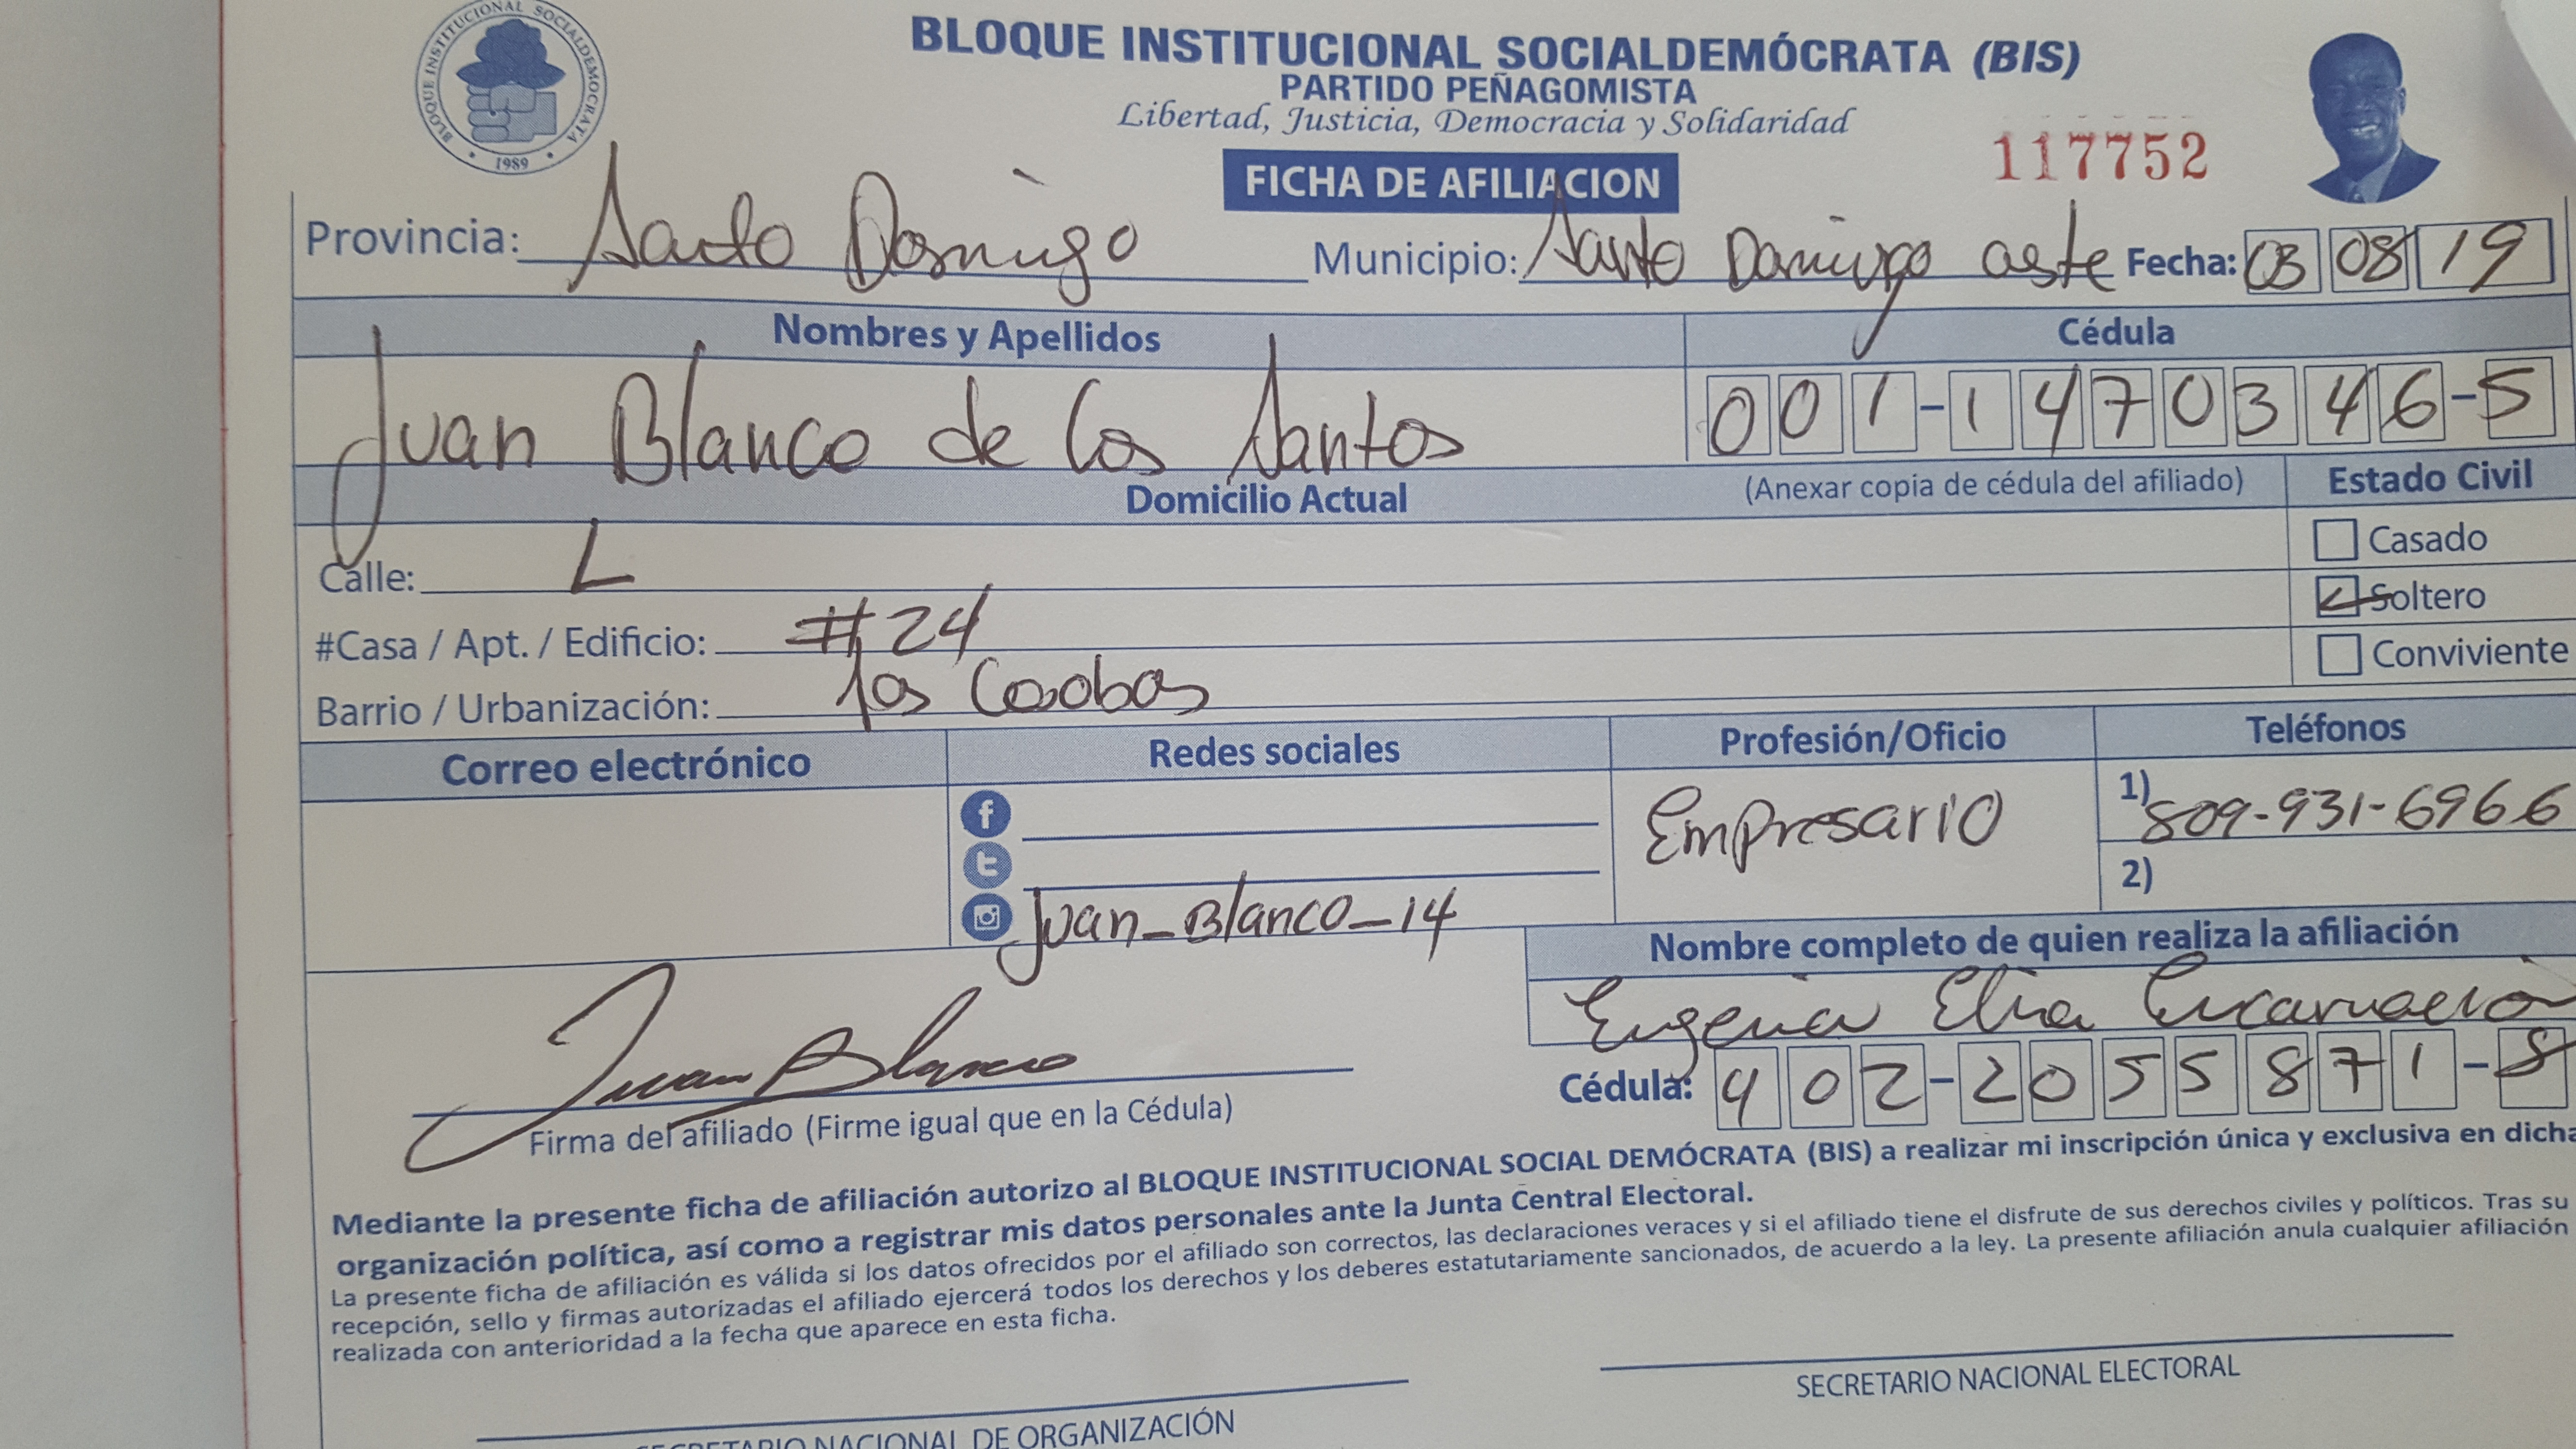 BLOQUE INSTITUCIONAL SOCIALDEMOCRATA
1989
BLOQUE INSTITUCIONAL SOCIALDEMÓCRATA (BIS)
PARTIDO PEÑAGOMISTA
Libertad, Justicia, Democracia y Solidaridad
117752
FICHA DE AFILIACION
Provincia: Santo Domingo Municipio: Santo Domingo este Fecha: 03 08 19
Nombres y Apellidos Cédula
Juan Blanco de los Santos 001-1470346-5
Domicilio Actual (Anexar copia de cédula del afiliado) Estado Civil
Casado
Calle: L
Soltero
#Casa / Apt. / Edificio: #24
Conviviente
Barrio / Urbanización: las Caobas
Correo electrónico Redes sociales Profesión/Oficio Teléfonos
Empresario 1) 809-931-6966
2)
Juan_Blanco_14
Nombre completo de quien realiza la afiliación
Eugenia Elia Encarnación
Juan Blanco
Cédula: 402-2055871-8
Firma del afiliado (Firme igual que en la Cédula)
Mediante la presente ficha de afiliación autorizo al BLOQUE INSTITUCIONAL SOCIAL DEMÓCRATA (BIS) a realizar mi inscripción única y exclusiva en dicha
organización política, así como a registrar mis datos personales ante la Junta Central Electoral.
La presente ficha de afiliación es válida si los datos ofrecidos por el afiliado son correctos, las declaraciones veraces y si el afiliado tiene el disfrute de sus derechos civiles y políticos. Tras su
recepción, sello y firmas autorizadas el afiliado ejercerá todos los derechos y los deberes estatutariamente sancionados, de acuerdo a la ley. La presente afiliación anula cualquier afiliación
realizada con anterioridad a la fecha que aparece en esta ficha.
SECRETARIO NACIONAL ELECTORAL
SECRETARIO NACIONAL DE ORGANIZACIÓN